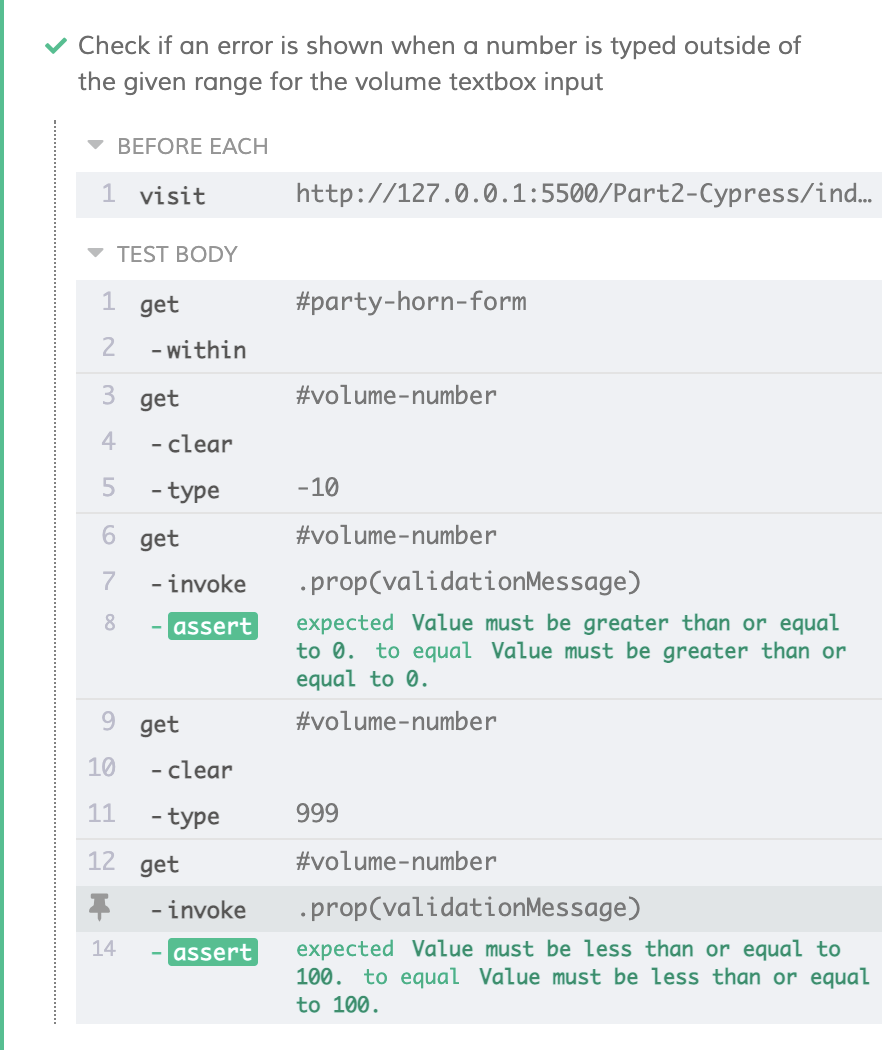 Check if an error is shown when a number is typed outside of
the given range for the volume textbox input
BEFORE EACH
1 visit http://127.0.0.1:5500/Part2-Cypress/ind…
TEST BODY
1 get #party-horn-form
2 -within
3 get #volume-number
4 -clear
5 -type -10
6 get #volume-number
7 -invoke .prop(validationMessage)
8 -assert expected Value must be greater than or equal
to 0. to equal Value must be greater than or
equal to 0.
9 get #volume-number
10 -clear
11 -type 999
12 get #volume-number
-invoke .prop(validationMessage)
14 -assert expected Value must be less than or equal to
100. to equal Value must be less than or equal
to 100.